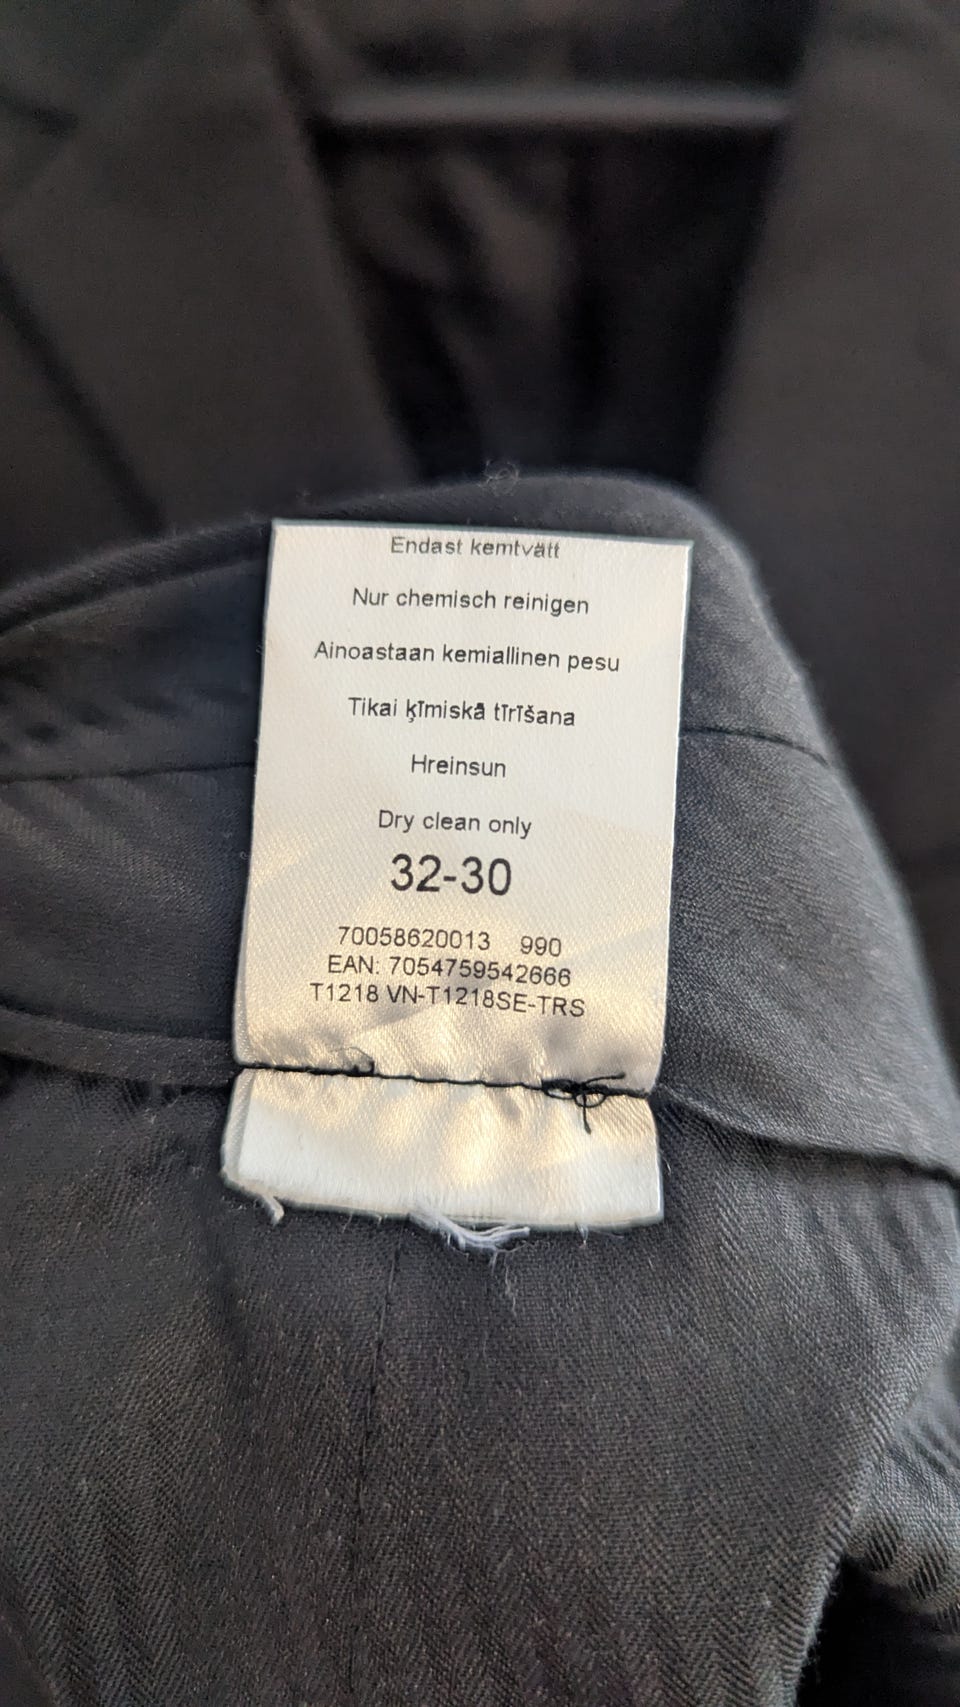 Endast kemtvätt
Nur chemisch reinigen
Ainoastaan kemiallinen pesu
Tikai ķīmiskā tīrīšana
Hreinsun
Dry clean only
32-30
70058620013 990
EAN: 7054759542666
T1218 VN-T1218SE-TRS